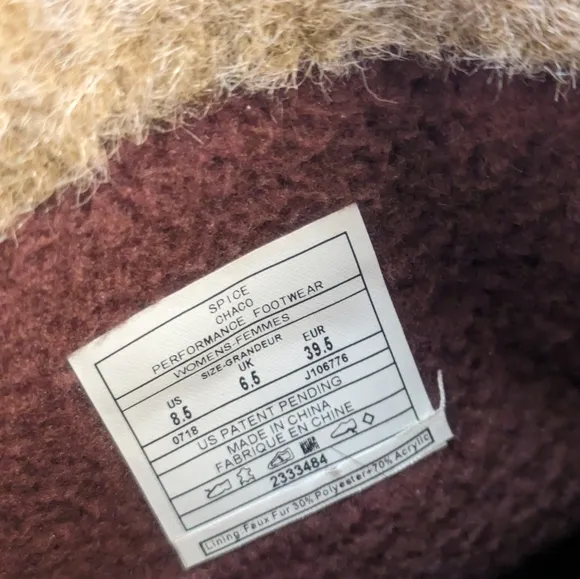 SPICE
CHACO
PERFORMANCE FOOTWEAR
WOMENS-FEMMES
SIZE-GRANDEUR
US UK EUR
8.5 6.5 39.5
0718 J106776
US PATENT PENDING
MADE IN CHINA
FABRIQUE EN CHINE
2333484
Lining:Faux Fur 30% Polyester+70% Acrylic